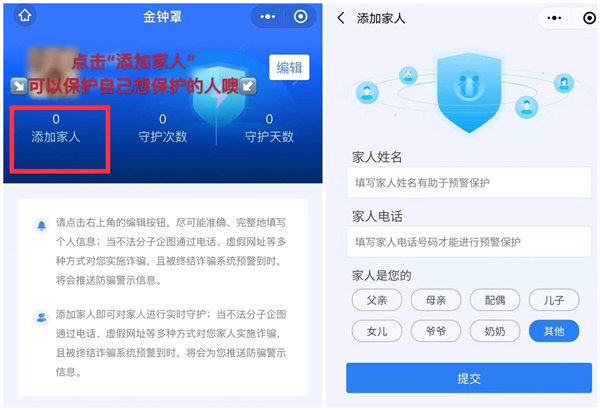 金钟罩
点击“添加家人”
可以保护自己想保护的人噢
编辑
0
添加家人
0
守护次数
0
守护天数
请点击右上角的编辑按钮，尽可能准确、完整地填写
个人信息；当不法分子企图通过电话、虚假网址等多
种方式对您实施诈骗，且被终结诈骗系统预警到时，
将会推送防骗警示信息。
添加家人即可对家人进行实时守护；当不法分子企图
通过电话、虚假网址等多种方式对您家人实施诈骗，
且被终结诈骗系统预警到时，将会为您推送防骗警示
信息。
添加家人
家人姓名
填写家人姓名有助于预警保护
家人电话
填写家人电话号码才能进行预警保护
家人是您的
父亲
母亲
配偶
儿子
女儿
爷爷
奶奶
其他
提交